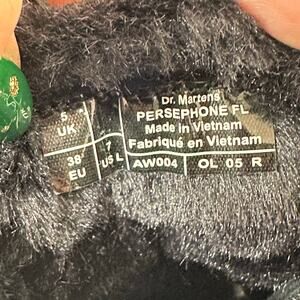 5
UK
7
US L
38
EU
Dr. Martens
PERSEPHONE FL
Made in Vietnam
Fabriqué en Vietnam
AW004
OL 05 R